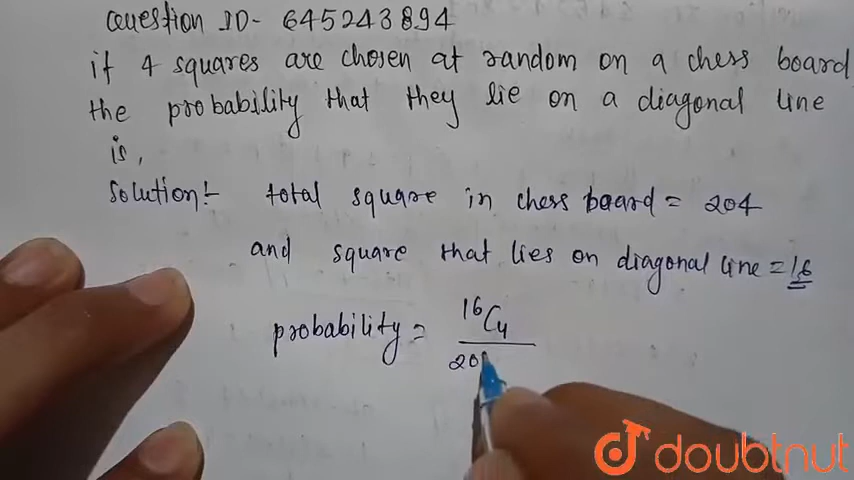 Question ID- 645243894
if 4 squares are chosen at random on a chess board
the probability that they lie on a diagonal line
is,
Solution:- total square in chess board = 204
and square that lies on diagonal line = 16
probability = 16C4
20
doubtnut